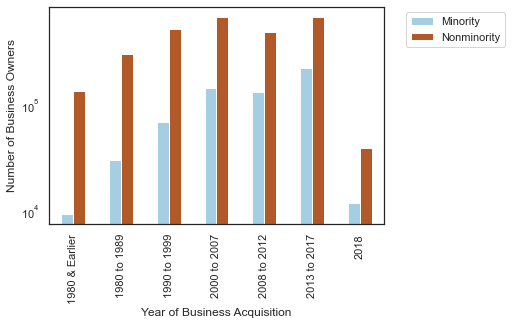 Minority
Nonminority
Number of Business Owners
10^5
10^4
1980 & Earlier
1980 to 1989
1990 to 1999
2000 to 2007
2008 to 2012
2013 to 2017
2018
Year of Business Acquisition